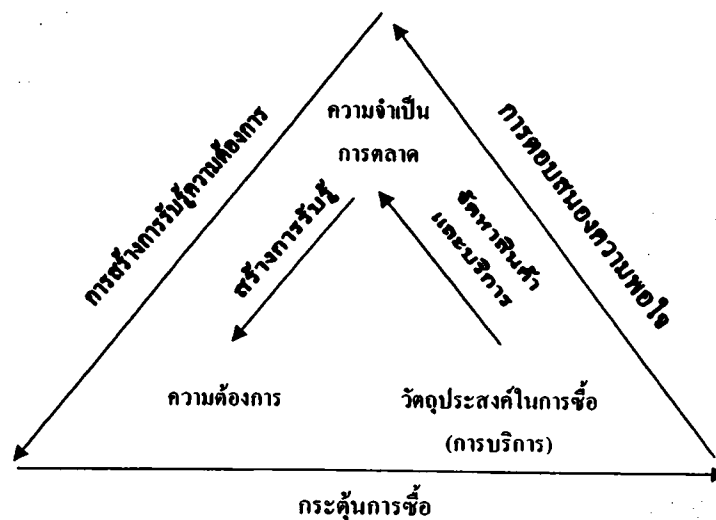 ความจำเป็น
การตลาด
การสร้างการรับรู้ความต้องการ
สร้างการรับรู้
จัดหาสินค้า
และบริการ
การตอบสนองความพอใจ
ความต้องการ
วัตถุประสงค์ในการซื้อ
(การบริการ)
กระตุ้นการซื้อ